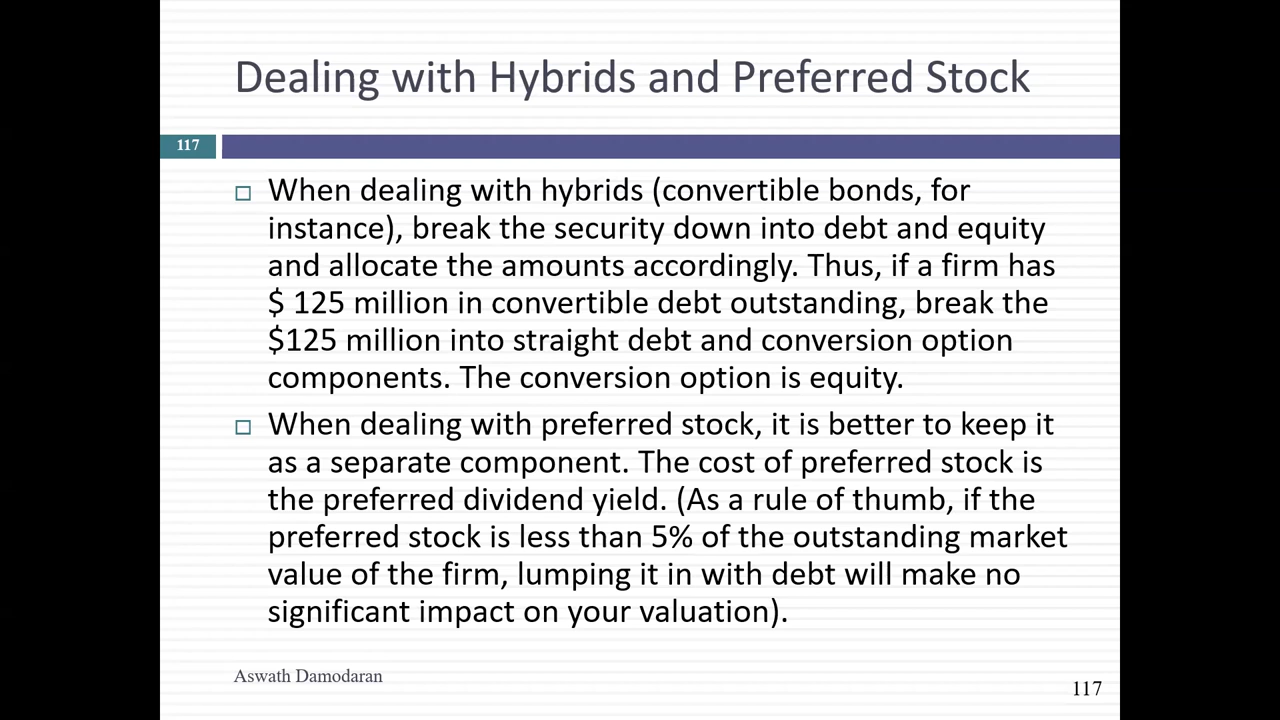 Dealing with Hybrids and Preferred Stock
117
□ When dealing with hybrids (convertible bonds, for
instance), break the security down into debt and equity
and allocate the amounts accordingly. Thus, if a firm has
$ 125 million in convertible debt outstanding, break the
$125 million into straight debt and conversion option
components. The conversion option is equity.
□ When dealing with preferred stock, it is better to keep it
as a separate component. The cost of preferred stock is
the preferred dividend yield. (As a rule of thumb, if the
preferred stock is less than 5% of the outstanding market
value of the firm, lumping it in with debt will make no
significant impact on your valuation).
Aswath Damodaran
117